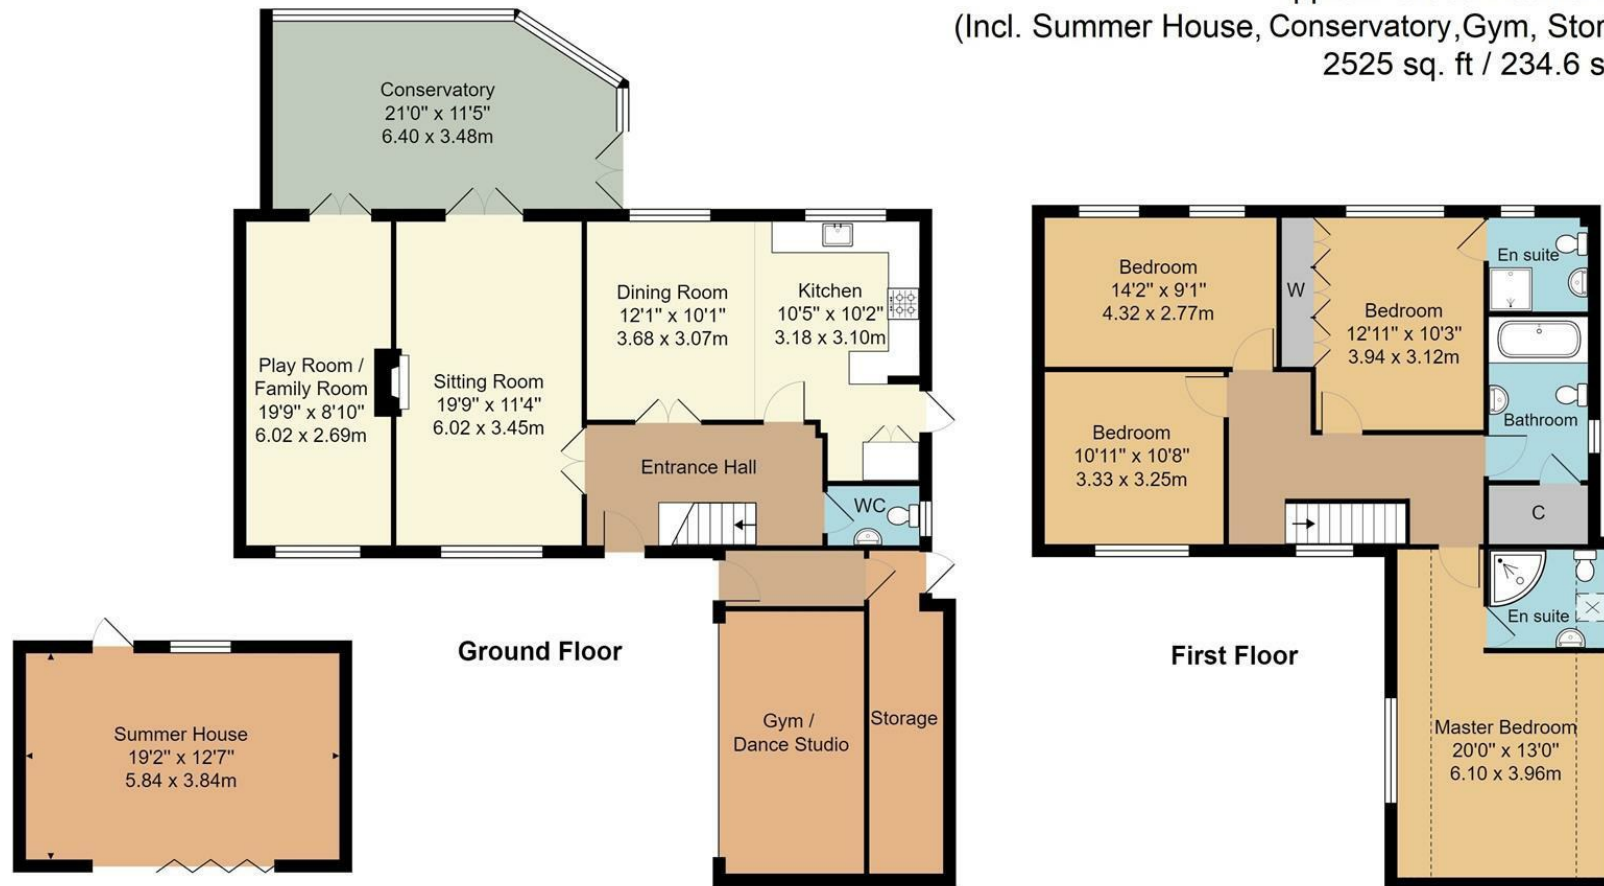 (Incl. Summer House, Conservatory,Gym, Stor
2525 sq. ft / 234.6 s
Conservatory
21'0" x 11'5"
6.40 x 3.48m
Play Room /
Family Room
19'9" x 8'10"
6.02 x 2.69m
Sitting Room
19'9" x 11'4"
6.02 x 3.45m
Dining Room
12'1" x 10'1"
3.68 x 3.07m
Kitchen
10'5" x 10'2"
3.18 x 3.10m
Entrance Hall
WC
Ground Floor
Gym /
Dance Studio
Storage
Summer House
19'2" x 12'7"
5.84 x 3.84m
Bedroom
14'2" x 9'1"
4.32 x 2.77m
W
Bedroom
12'11" x 10'3"
3.94 x 3.12m
En suite
Bedroom
10'11" x 10'8"
3.33 x 3.25m
Bathroom
C
En suite
First Floor
Master Bedroom
20'0" x 13'0"
6.10 x 3.96m